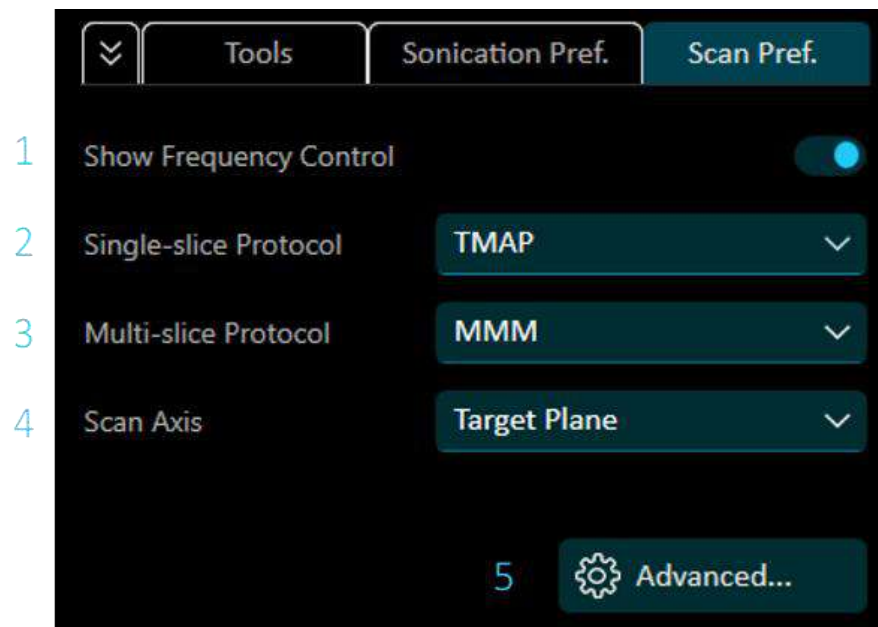 Tools Sonication Pref. Scan Pref.
1 Show Frequency Control
2 Single-slice Protocol TMAP
3 Multi-slice Protocol MMM
4 Scan Axis Target Plane
5 Advanced...